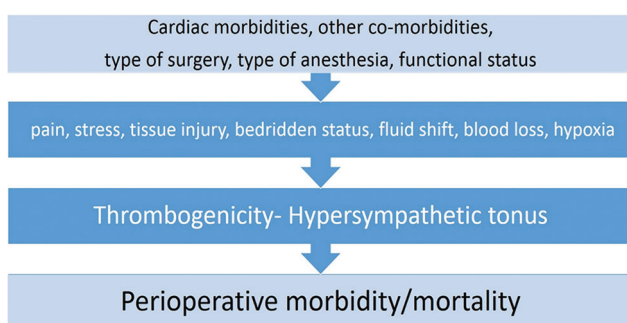 Cardiac morbidities, other co-morbidities,
type of surgery, type of anesthesia, functional status
pain, stress, tissue injury, bedridden status, fluid shift, blood loss, hypoxia
Thrombogenicity- Hypersympathetic tonus
Perioperative morbidity/mortality